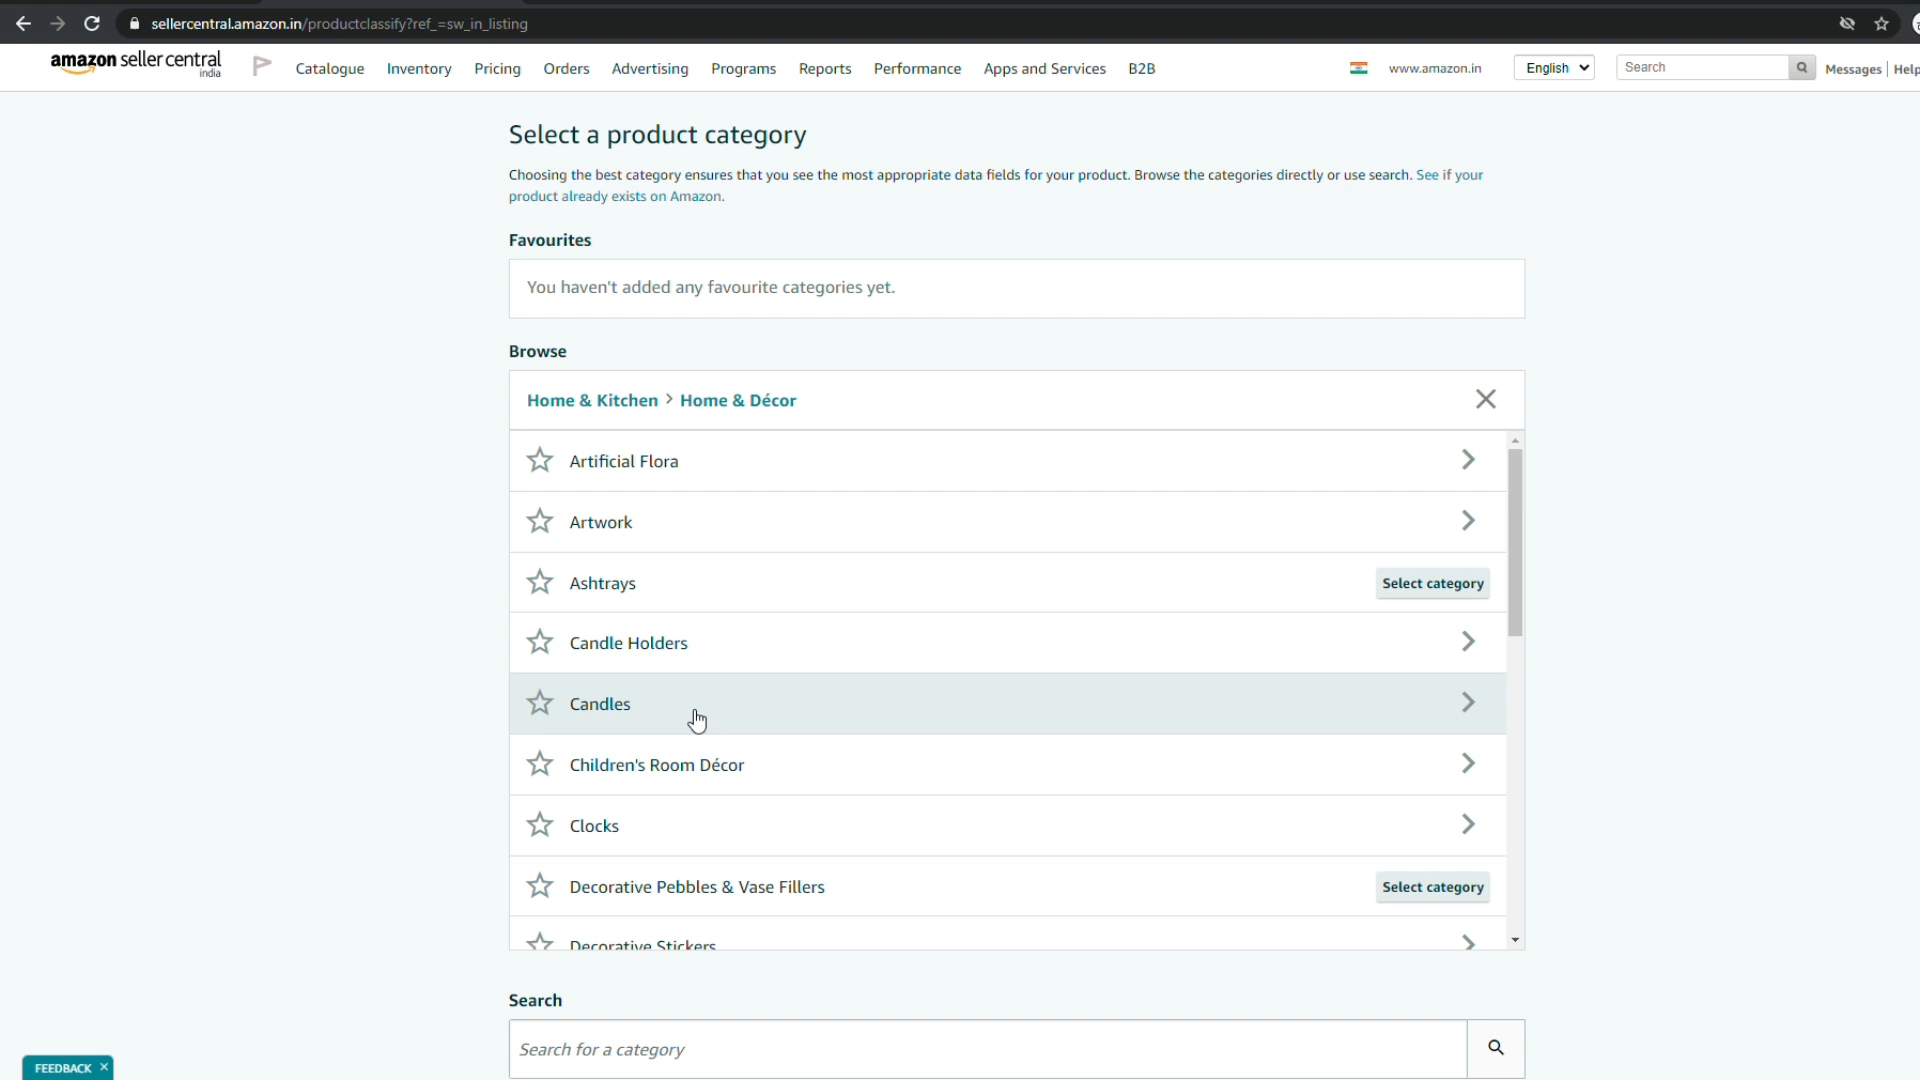 sellercentral.amazon.in/productclassify?ref_=sw_in_listing
amazon seller central
india
Catalogue Inventory Pricing Orders Advertising Programs Reports Performance Apps and Services B2B
www.amazon.in
English
Search
Messages | Help
Select a product category
Choosing the best category ensures that you see the most appropriate data fields for your product. Browse the categories directly or use search. See if your
product already exists on Amazon.
Favourites
You haven't added any favourite categories yet.
Browse
Home & Kitchen > Home & Décor
Artificial Flora
Artwork
Ashtrays Select category
Candle Holders
Candles
Children's Room Décor
Clocks
Decorative Pebbles & Vase Fillers Select category
Decorative Stickers
Search
Search for a category
FEEDBACK ×